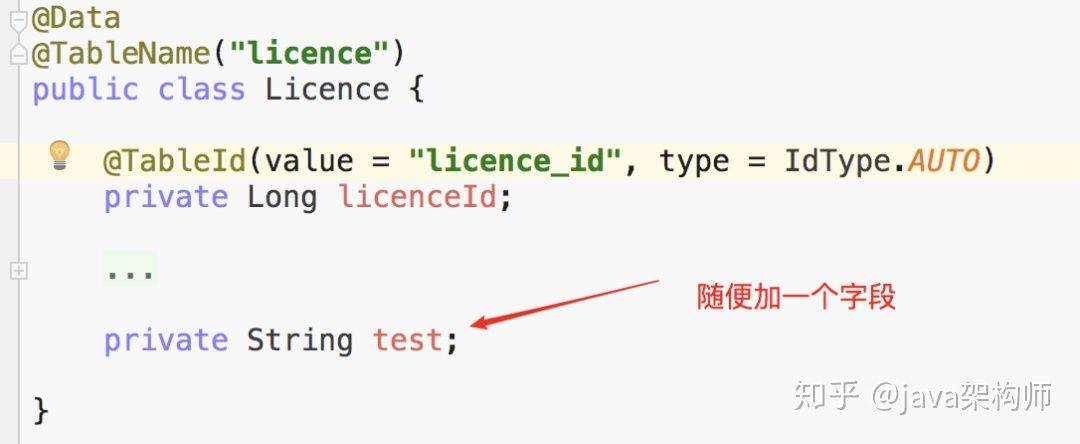 @Data
@TableName("licence")
public class Licence {
@TableId(value = "licence_id", type = IdType.AUTO)
private Long licenceId;
...
随便加一个字段
private String test;
}
知乎 @java架构师